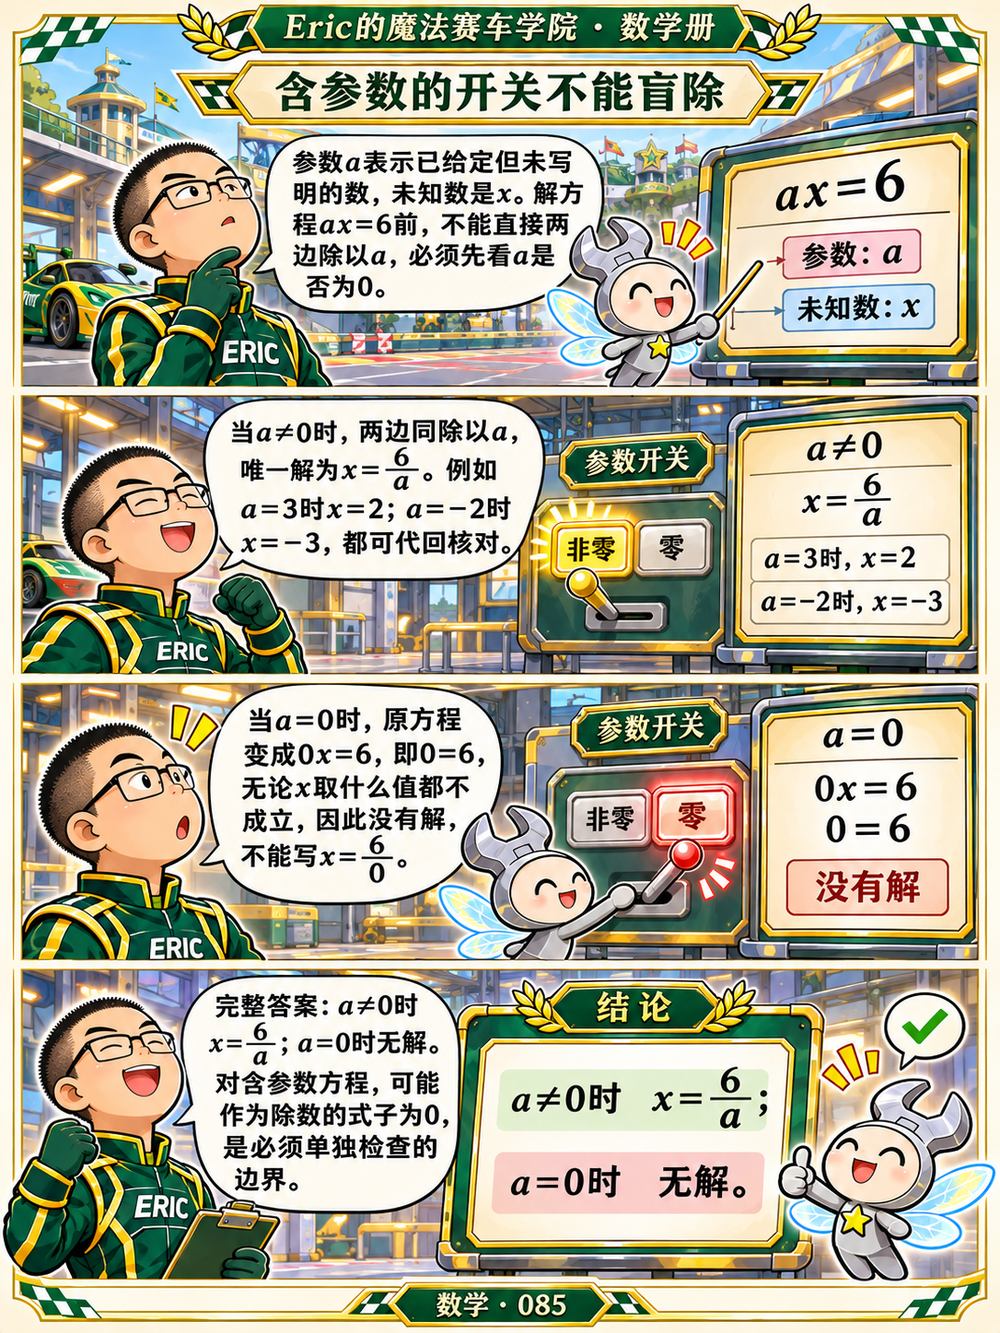 Eric的魔法赛车学院 · 数学册
含参数的开关不能盲除
参数a表示已给定但未写
明的数，未知数是x。解方
程ax=6前，不能直接两
边除以a，必须先看a是
否为0。
ERIC
ax=6
参数：a
未知数：x
当a≠0时，两边同除以a，
唯一解为x=6/a。例如
a=3时x=2；a=−2时
x=−3，都可代回核对。
ERIC
参数开关
非零 零
a≠0
x=6/a
a=3时，x=2
a=−2时，x=−3
当a=0时，原方程
变成0x=6，即0=6，
无论x取什么值都不
成立，因此没有解，
不能写x=6/0。
ERIC
参数开关
非零 零
a=0
0x=6
0=6
没有解
完整答案：a≠0时
x=6/a；a=0时无解。
对含参数方程，可能
作为除数的式子为0，
是必须单独检查的
边界。
ERIC
结论
a≠0时 x=6/a；
a=0时 无解。
数学 · 085